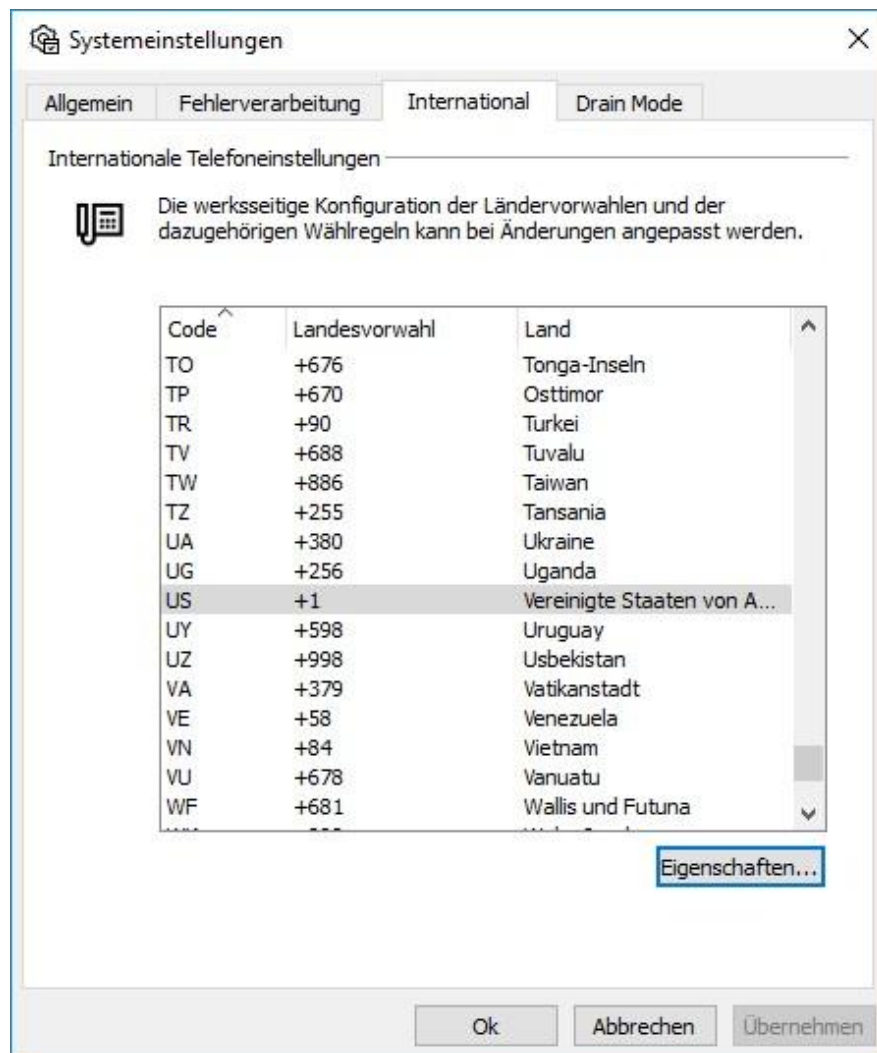 Systemeinstellungen
Allgemein Fehlerverarbeitung International Drain Mode
Internationale Telefoneinstellungen
Die werksseitige Konfiguration der Ländervorwahlen und der
dazugehörigen Wählregeln kann bei Änderungen angepasst werden.
Code Landesvorwahl Land
TO +676 Tonga-Inseln
TP +670 Osttimor
TR +90 Turkei
TV +688 Tuvalu
TW +886 Taiwan
TZ +255 Tansania
UA +380 Ukraine
UG +256 Uganda
US +1 Vereinigte Staaten von A...
UY +598 Uruguay
UZ +998 Usbekistan
VA +379 Vatikanstadt
VE +58 Venezuela
VN +84 Vietnam
VU +678 Vanuatu
WF +681 Wallis und Futuna
Eigenschaften...
Ok Abbrechen Übernehmen